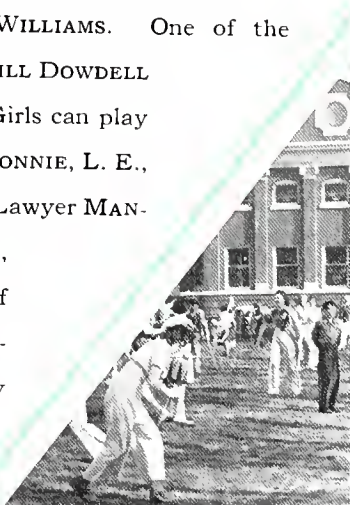 WILLIAMS. One of the
ILL DOWDELL
Girls can play
ONNIE, L. E.,
Lawyer MAN-
,
f
-
y